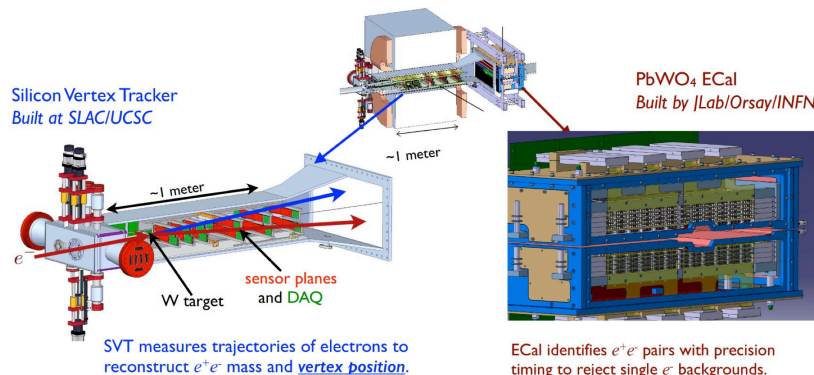 Silicon Vertex Tracker
Built at SLAC/UCSC
PbWO₄ ECal
Built by JLab/Orsay/INFN
~1 meter
~1 meter
e⁻
W target
sensor planes
and DAQ
SVT measures trajectories of electrons to
reconstruct e⁺e⁻ mass and vertex position.
ECal identifies e⁺e⁻ pairs with precision
timing to reject single e⁻ backgrounds.